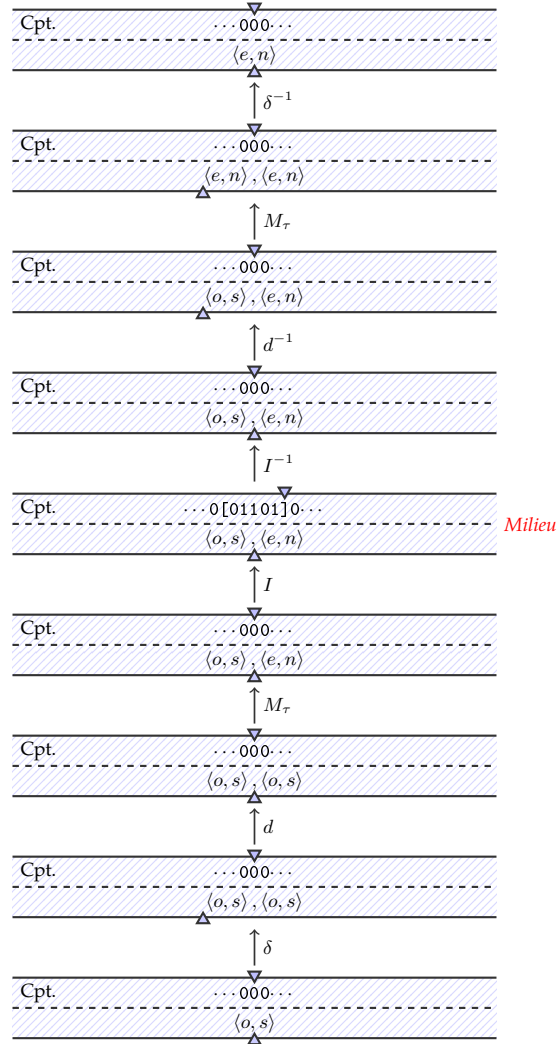 Cpt. ···000···
⟨e, n⟩
δ⁻¹
Cpt. ···000···
⟨e, n⟩ , ⟨e, n⟩
M_τ
Cpt. ···000···
⟨o, s⟩ , ⟨e, n⟩
d⁻¹
Cpt. ···000···
⟨o, s⟩ , ⟨e, n⟩
I⁻¹
Cpt. ···0[01101]0···
Milieu
⟨o, s⟩ , ⟨e, n⟩
I
Cpt. ···000···
⟨o, s⟩ , ⟨e, n⟩
M_τ
Cpt. ···000···
⟨o, s⟩ , ⟨o, s⟩
d
Cpt. ···000···
⟨o, s⟩ , ⟨o, s⟩
δ
Cpt. ···000···
⟨o, s⟩